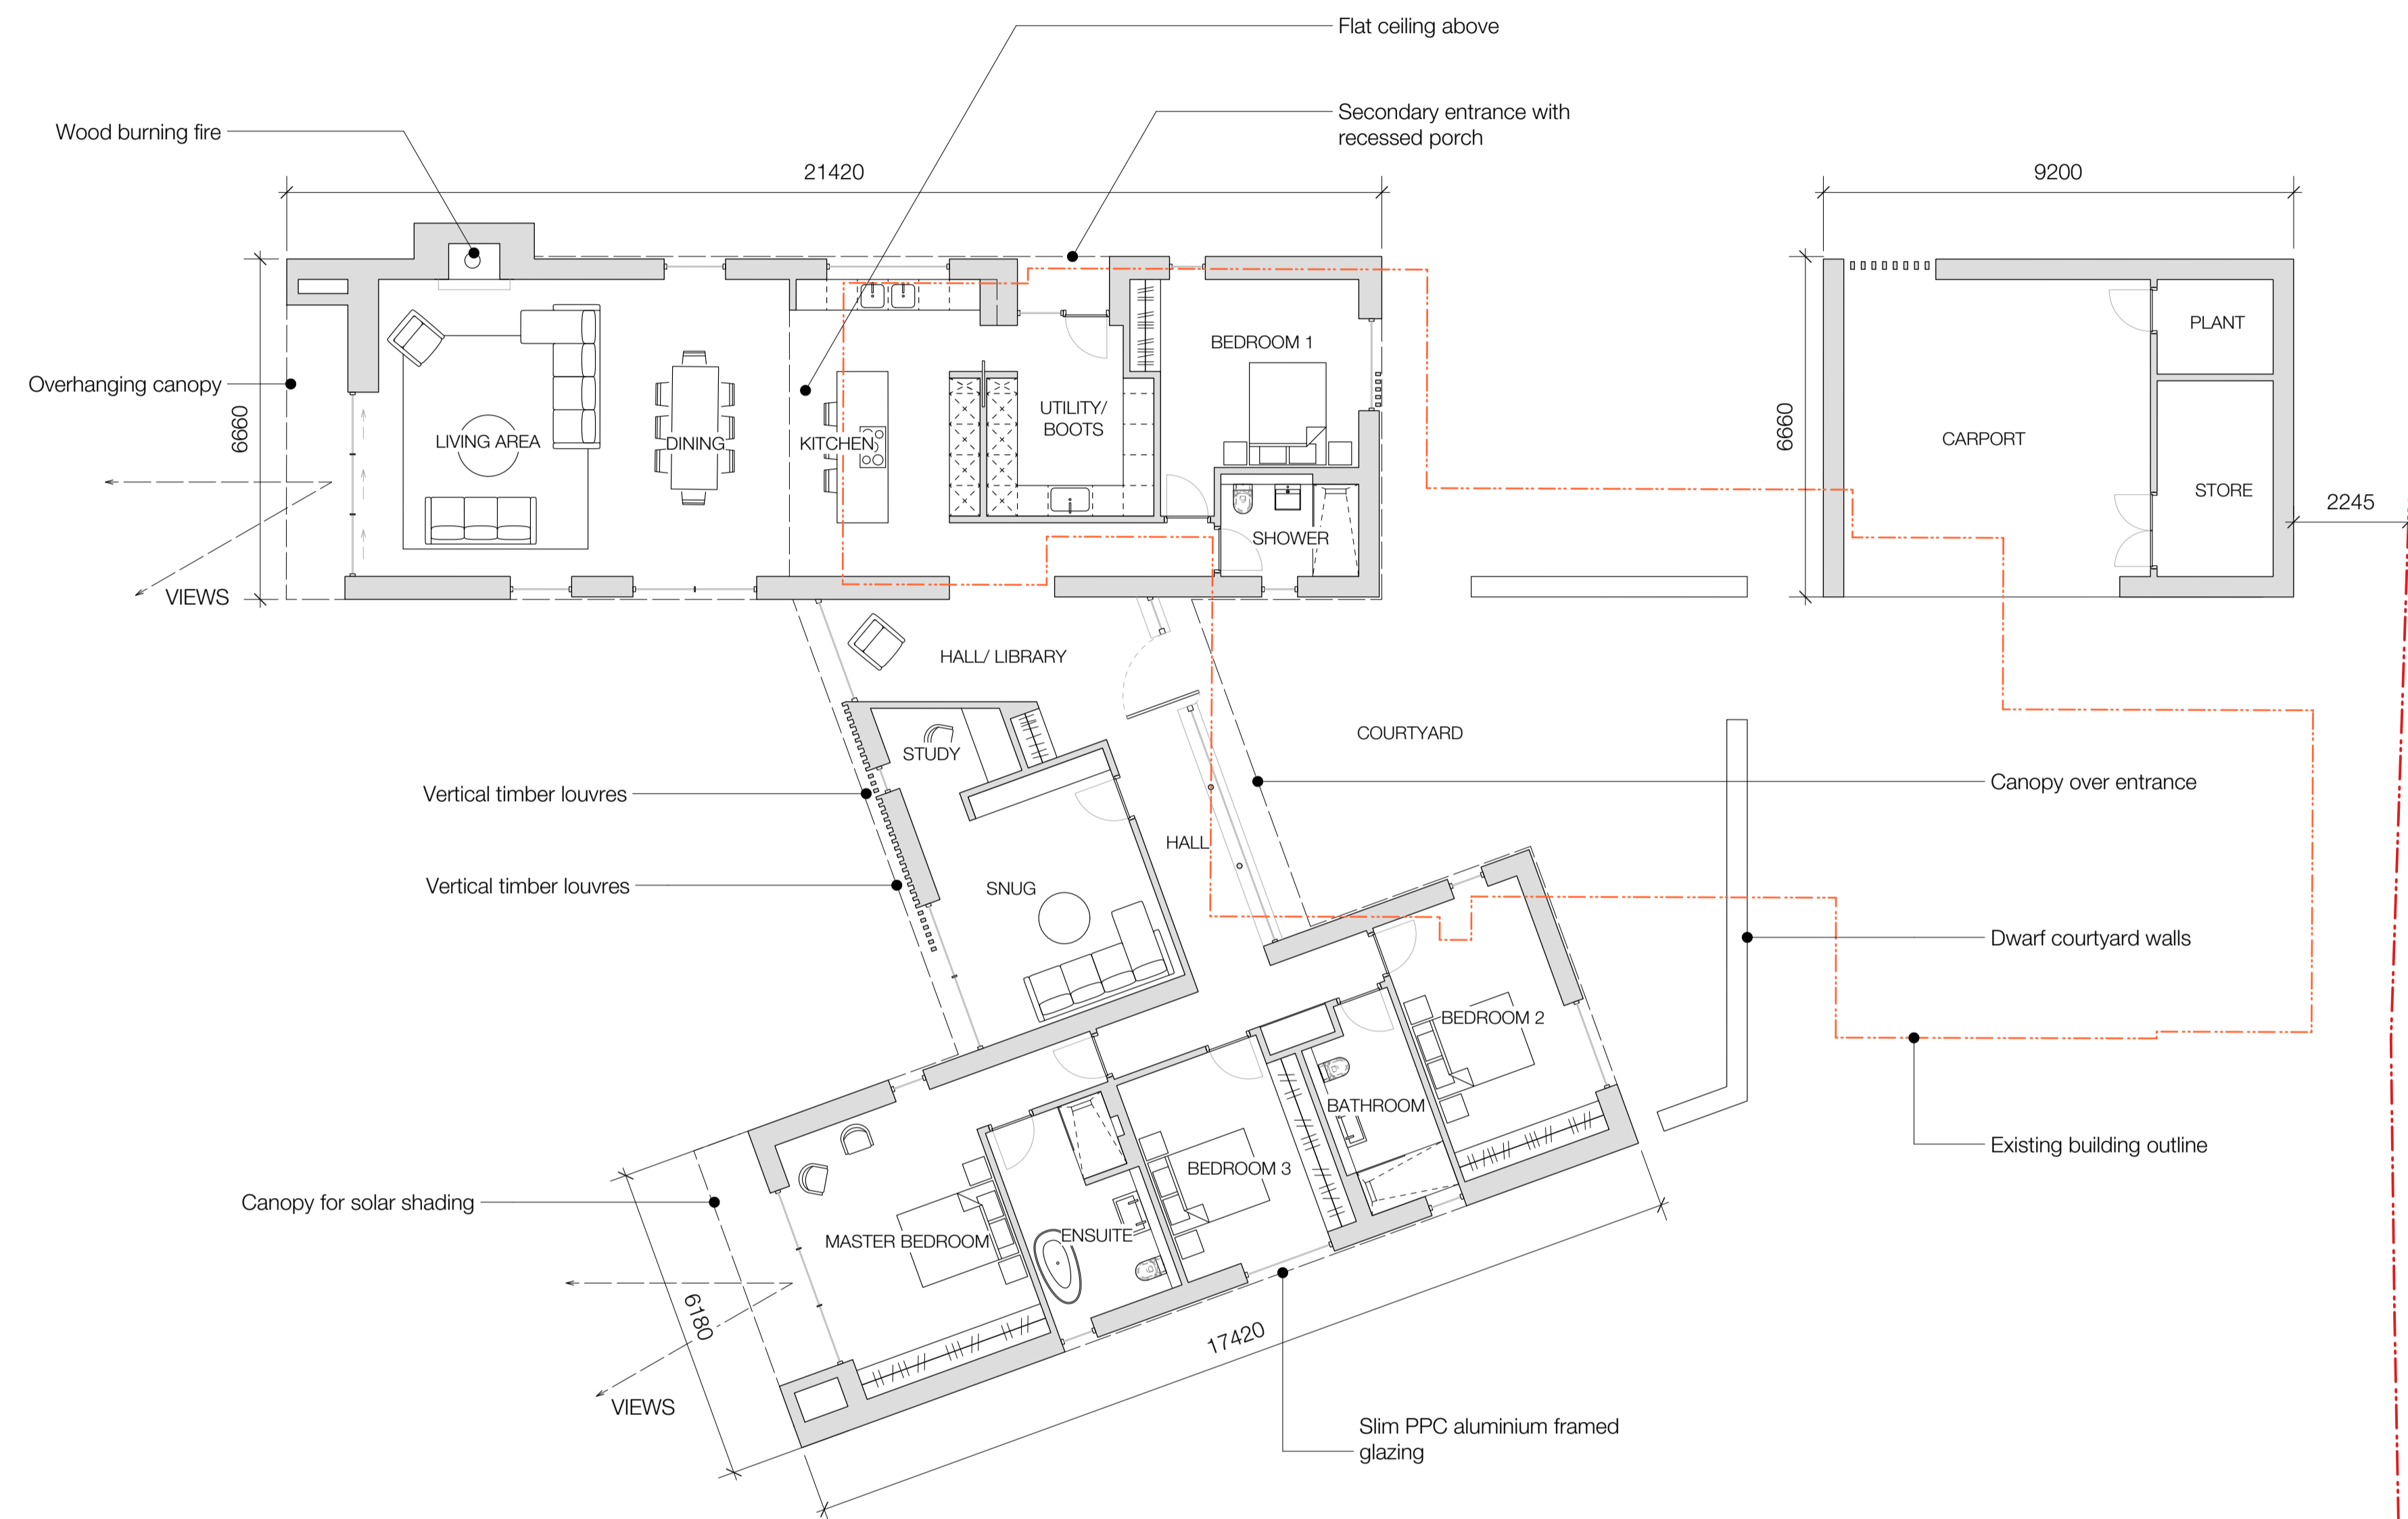 Flat ceiling above
Secondary entrance with
recessed porch
Wood burning fire
21420
9200
Overhanging canopy
6660
LIVING AREA
DINING
KITCHEN
UTILITY/
BOOTS
BEDROOM 1
SHOWER
6660
CARPORT
PLANT
STORE
2245
VIEWS
HALL/ LIBRARY
STUDY
COURTYARD
Vertical timber louvres
Canopy over entrance
HALL
Vertical timber louvres
SNUG
Dwarf courtyard walls
BEDROOM 2
BATHROOM
Existing building outline
BEDROOM 3
Canopy for solar shading
MASTER BEDROOM
ENSUITE
6180
17420
VIEWS
Slim PPC aluminium framed
glazing